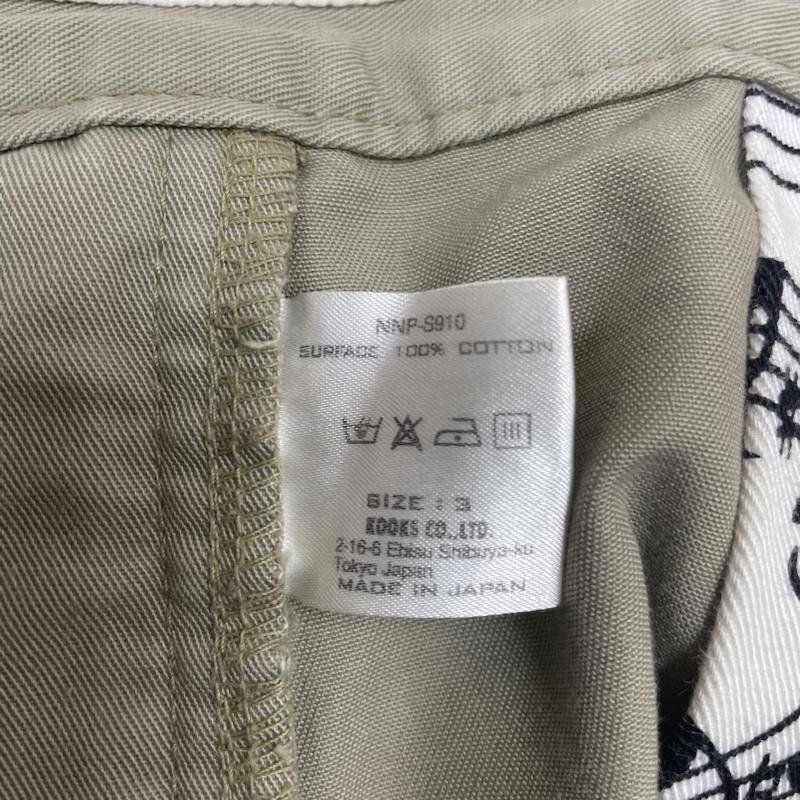 NNP-S910
SURFACE 100% COTTON
SIZE : 3
KOOKS CO.,LTD.
2-16-6 Ebisu Shibuya-ku
Tokyo Japan
MADE IN JAPAN